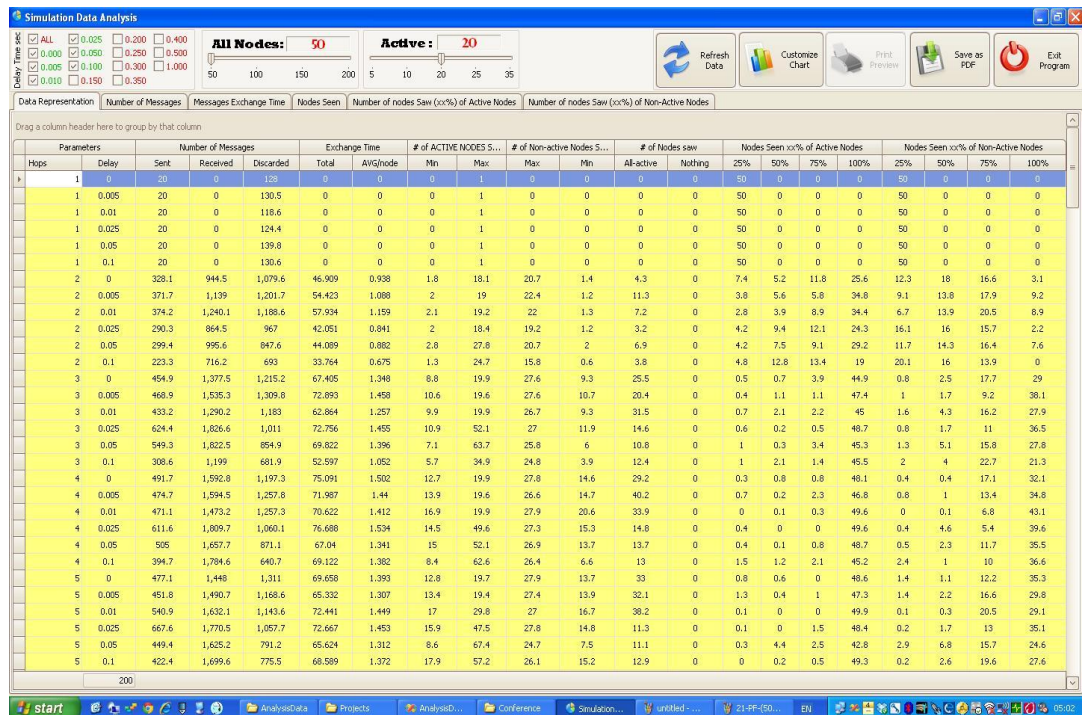 Simulation Data Analysis
Delay Time sec
ALL 0.025 0.200 0.400
0.000 0.050 0.250 0.500
0.005 0.100 0.300 1.000
0.010 0.150 0.350
All Nodes: 50
50 100 150 200
Active : 20
5 10 20 25 35
Refresh Data
Customize Chart
Print Preview
Save as PDF
Exit Program
Data Representation Number of Messages Messages Exchange Time Nodes Seen Number of nodes Saw (xx%) of Active Nodes Number of nodes Saw (xx%) of Non-Active Nodes
Drag a column header here to group by that column
Parameters Number of Messages Exchange Time # of ACTIVE NODES S... # of Non-active Nodes S... # of Nodes saw Nodes Seen xx% of Active Nodes Nodes Seen xx% of Non-Active Nodes
Hops Delay Sent Received Discarded Total AVG/node Min Max Max Min All-active Nothing 25% 50% 75% 100% 25% 50% 75% 100%
1 0 20 0 128 0 0 0 1 0 0 0 0 50 0 0 0 50 0 0 0
1 0.005 20 0 130.5 0 0 0 1 0 0 0 0 50 0 0 0 50 0 0 0
1 0.01 20 0 118.6 0 0 0 1 0 0 0 0 50 0 0 0 50 0 0 0
1 0.025 20 0 124.4 0 0 0 1 0 0 0 0 50 0 0 0 50 0 0 0
1 0.05 20 0 139.8 0 0 0 1 0 0 0 0 50 0 0 0 50 0 0 0
1 0.1 20 0 130.6 0 0 0 1 0 0 0 0 50 0 0 0 50 0 0 0
2 0 328.1 944.5 1,079.6 46.909 0.938 1.8 18.1 20.7 1.4 4.3 0 7.4 5.2 11.8 25.6 12.3 18 16.6 3.1
2 0.005 371.7 1,139 1,201.7 54.423 1.088 2 19 22.4 1.2 11.3 0 3.8 5.6 5.8 34.8 9.1 13.8 17.9 9.2
2 0.01 374.2 1,240.1 1,188.6 57.934 1.159 2.1 19.2 22 1.3 7.2 0 2.8 3.9 8.9 34.4 6.7 13.9 20.5 8.9
2 0.025 290.3 864.5 967 42.051 0.841 2 18.4 19.2 1.2 3.2 0 4.2 9.4 12.1 24.3 16.1 16 15.7 2.2
2 0.05 299.4 995.6 847.6 44.089 0.882 2.8 27.8 20.7 2 6.9 0 4.2 7.5 9.1 29.2 11.7 14.3 16.4 7.6
2 0.1 223.3 716.2 693 33.764 0.675 1.3 24.7 15.8 0.6 3.8 0 4.8 12.8 13.4 19 20.1 16 13.9 0
3 0 454.9 1,377.5 1,215.2 67.405 1.348 8.8 19.9 27.6 9.3 25.5 0 0.5 0.7 3.9 44.9 0.8 2.5 17.7 29
3 0.005 468.9 1,535.3 1,309.8 72.893 1.458 10.6 19.6 27.6 10.7 20.4 0 0.4 1.1 1.1 47.4 1 1.7 9.2 38.1
3 0.01 433.2 1,290.2 1,183 62.864 1.257 9.9 19.9 26.7 9.3 31.5 0 0.7 2.1 2.2 45 1.6 4.3 16.2 27.9
3 0.025 624.4 1,826.6 1,011 72.756 1.455 10.9 52.1 27 11.9 14.6 0 0.6 0.2 0.5 48.7 0.8 1.7 11 36.5
3 0.05 549.3 1,822.5 854.9 69.822 1.396 7.1 63.7 25.8 6 10.8 0 1 0.3 3.4 45.3 1.3 5.1 15.8 27.8
3 0.1 308.6 1,199 681.9 52.597 1.052 5.7 34.9 24.8 3.9 12.4 0 1 2.1 1.4 45.5 2 4 22.7 21.3
4 0 491.7 1,592.8 1,197.3 75.091 1.502 12.7 19.9 27.8 14.6 29.2 0 0.3 0.8 0.8 48.1 0.4 0.4 17.1 32.1
4 0.005 474.7 1,594.5 1,257.8 71.987 1.44 13.9 19.6 26.6 14.7 40.2 0 0.7 0.2 2.3 46.8 0.8 1 13.4 34.8
4 0.01 471.1 1,473.2 1,257.3 70.622 1.412 16.9 19.9 27.9 20.6 33.9 0 0 0.1 0.3 49.6 0 0.1 6.8 43.1
4 0.025 611.6 1,809.7 1,060.1 76.688 1.534 14.5 49.6 27.3 15.3 14.8 0 0.4 0 0 49.6 0.4 4.6 5.4 39.6
4 0.05 505 1,657.7 871.1 67.04 1.341 15 52.1 26.9 13.7 13.7 0 0.4 0.1 0.8 48.7 0.5 2.3 11.7 35.5
4 0.1 394.7 1,784.6 640.7 69.122 1.382 8.4 62.6 26.4 6.6 13 0 1.5 1.2 2.1 45.2 2.4 1 10 36.6
5 0 477.1 1,448 1,311 69.658 1.393 12.8 19.7 27.9 13.7 33 0 0.8 0.6 0 48.6 1.4 1.1 12.2 35.3
5 0.005 451.8 1,490.7 1,168.6 65.332 1.307 13.4 19.4 27.4 13.9 32.1 0 1.3 0.4 1 47.3 1.4 2.2 16.6 29.8
5 0.01 540.9 1,632.1 1,143.6 72.441 1.449 17 29.8 27 16.7 38.2 0 0.1 0 0 49.9 0.1 0.3 20.5 29.1
5 0.025 667.6 1,770.5 1,057.7 72.667 1.453 15.9 47.5 27.8 14.8 11.3 0 0.1 0 1.5 48.4 0.2 1.7 13 35.1
5 0.05 449.4 1,625.2 791.2 65.624 1.312 8.6 67.4 24.7 7.5 11.1 0 0.3 4.4 2.5 42.8 2.9 6.8 15.7 24.6
5 0.1 422.4 1,699.6 775.5 68.589 1.372 17.9 57.2 26.1 15.2 12.9 0 0 0.2 0.5 49.3 0.2 2.6 19.6 27.6
200
start AnalysisData Projects AnalysisD... Conference Simulation... untitled - ... 21-PF-(50... EN 05:02